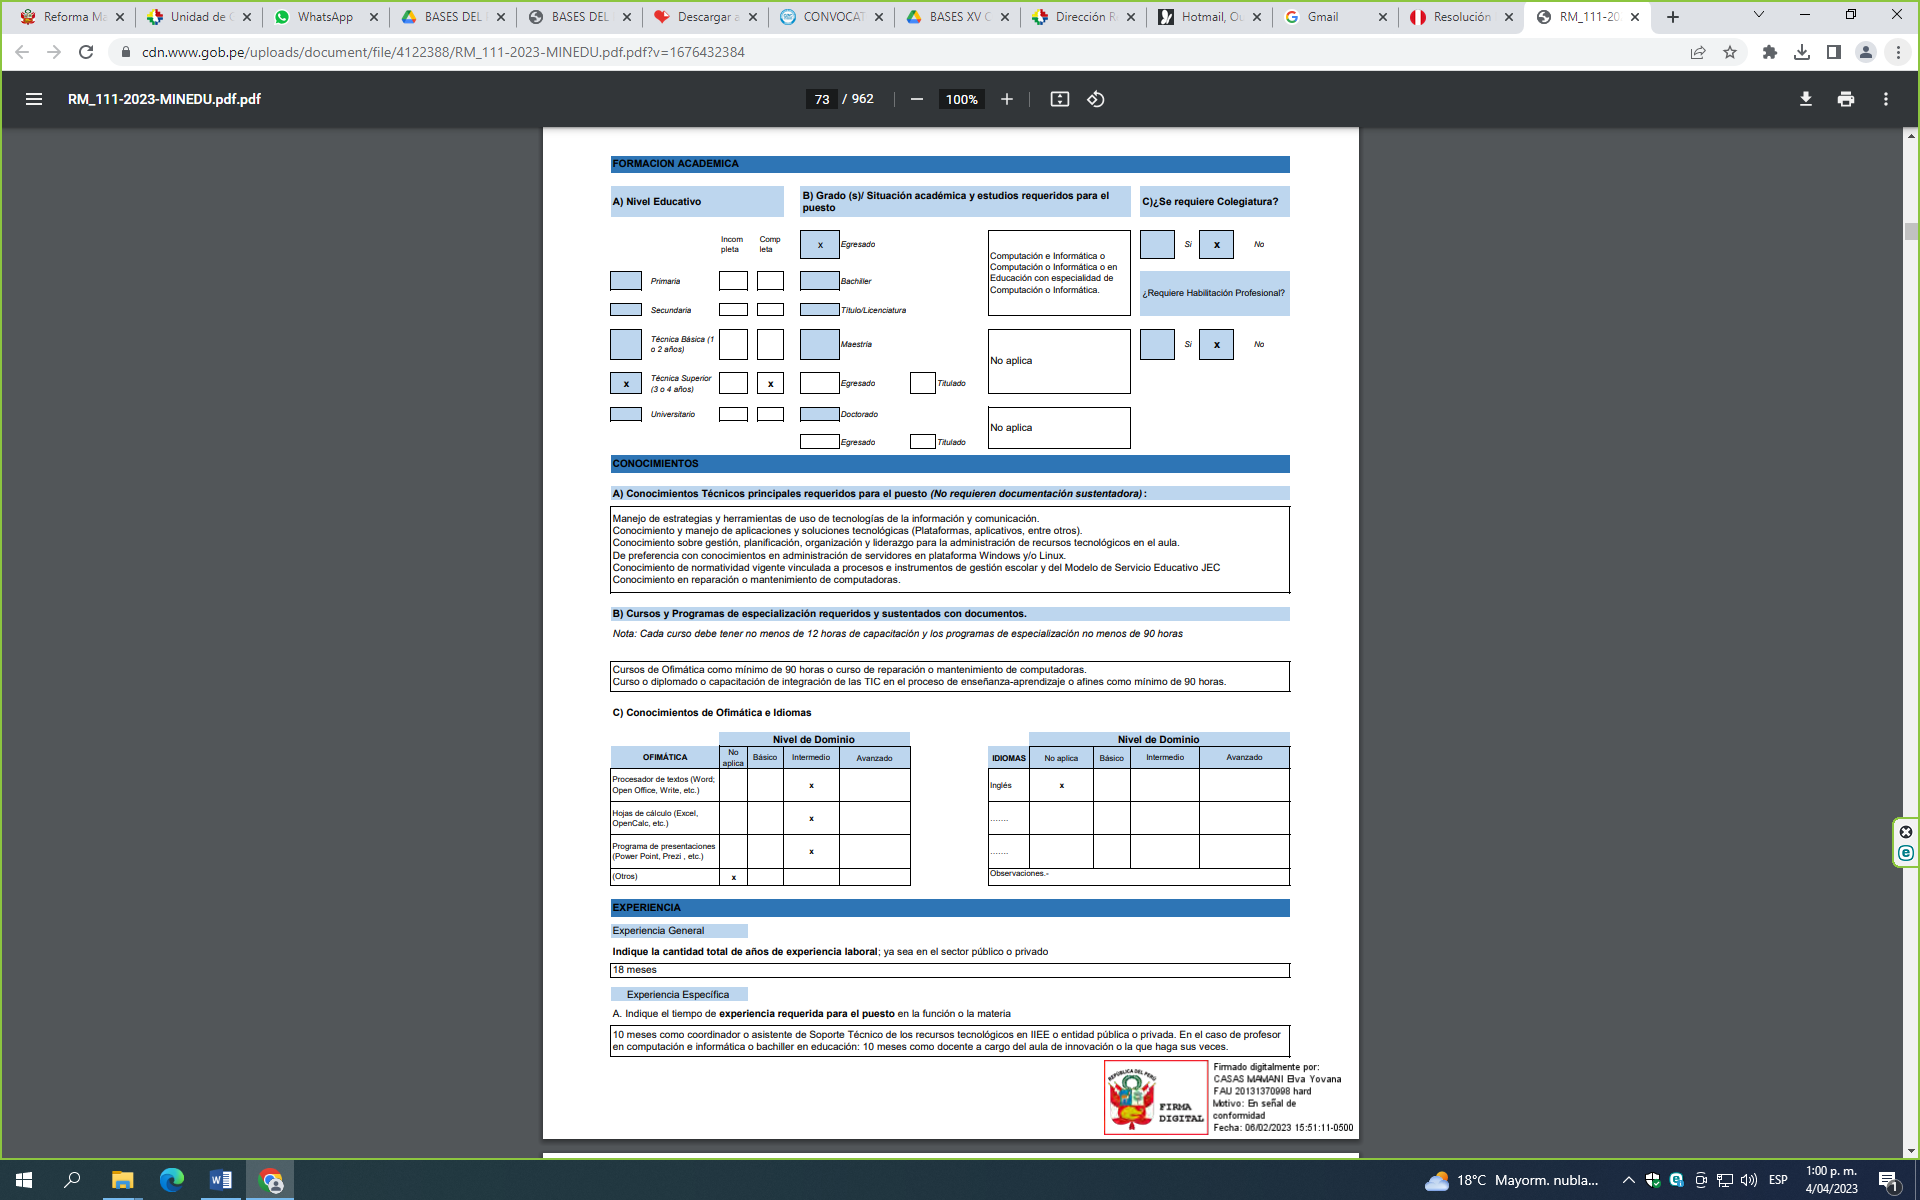 Reforma Ma
Unidad de G
WhatsApp
BASES DEL
BASES DEL
Descargar a
CONVOCAT
BASES XV C
Dirección R
Hotmail, Ou
Gmail
Resolución
RM_111-20
cdn.www.gob.pe/uploads/document/file/4122388/RM_111-2023-MINEDU.pdf.pdf?v=1676432384
RM_111-2023-MINEDU.pdf.pdf
73 / 962
100%
FORMACION ACADEMICA
A) Nivel Educativo
B) Grado (s)/ Situación académica y estudios requeridos para el
puesto
C)¿Se requiere Colegiatura?
Incom
pleta
Comp
leta
x Egresado
Computación e Informática o
Computación o Informática o en
Educación con especialidad de
Computación o Informática.
Si x No
Primaria
Bachiller
¿Requiere Habilitación Profesional?
Secundaria
Título/Licenciatura
Técnica Básica (1
o 2 años)
Maestría
No aplica
Si x No
x Técnica Superior
(3 o 4 años)
x
Egresado Titulado
Universitario
Doctorado
No aplica
Egresado Titulado
CONOCIMIENTOS
A) Conocimientos Técnicos principales requeridos para el puesto (No requieren documentación sustentadora) :
Manejo de estrategias y herramientas de uso de tecnologías de la información y comunicación.
Conocimiento y manejo de aplicaciones y soluciones tecnológicas (Plataformas, aplicativos, entre otros).
Conocimiento sobre gestión, planificación, organización y liderazgo para la administración de recursos tecnológicos en el aula.
De preferencia con conocimientos en administración de servidores en plataforma Windows y/o Linux.
Conocimiento de normatividad vigente vinculada a procesos e instrumentos de gestión escolar y del Modelo de Servicio Educativo JEC
Conocimiento en reparación o mantenimiento de computadoras.
B) Cursos y Programas de especialización requeridos y sustentados con documentos.
Nota: Cada curso debe tener no menos de 12 horas de capacitación y los programas de especialización no menos de 90 horas
Cursos de Ofimática como mínimo de 90 horas o curso de reparación o mantenimiento de computadoras.
Curso o diplomado o capacitación de integración de las TIC en el proceso de enseñanza-aprendizaje o afines como mínimo de 90 horas.
C) Conocimientos de Ofimática e Idiomas
Nivel de Dominio
OFIMÁTICA
No
aplica
Básico Intermedio Avanzado
Procesador de textos (Word;
Open Office, Write, etc.)
x
Hojas de cálculo (Excel,
OpenCalc, etc.)
x
Programa de presentaciones
(Power Point, Prezi , etc.)
x
(Otros) x
Nivel de Dominio
IDIOMAS No aplica Básico Intermedio Avanzado
Inglés x
.......
.......
Observaciones.-
EXPERIENCIA
Experiencia General
Indique la cantidad total de años de experiencia laboral; ya sea en el sector público o privado
18 meses
Experiencia Específica
A. Indique el tiempo de experiencia requerida para el puesto en la función o la materia
10 meses como coordinador o asistente de Soporte Técnico de los recursos tecnológicos en IIEE o entidad pública o privada. En el caso de profesor
en computación e informática o bachiller en educación: 10 meses como docente a cargo del aula de innovación o la que haga sus veces.
REPÚBLICA DEL PERÚ
FIRMA
DIGITAL
Firmado digitalmente por:
CASAS MAMANI Elva Yovana
FAU 20131370998 hard
Motivo: En señal de
conformidad
Fecha: 06/02/2023 15:51:11-0500
18°C Mayorm. nubla...
ESP
1:00 p. m.
4/04/2023
1